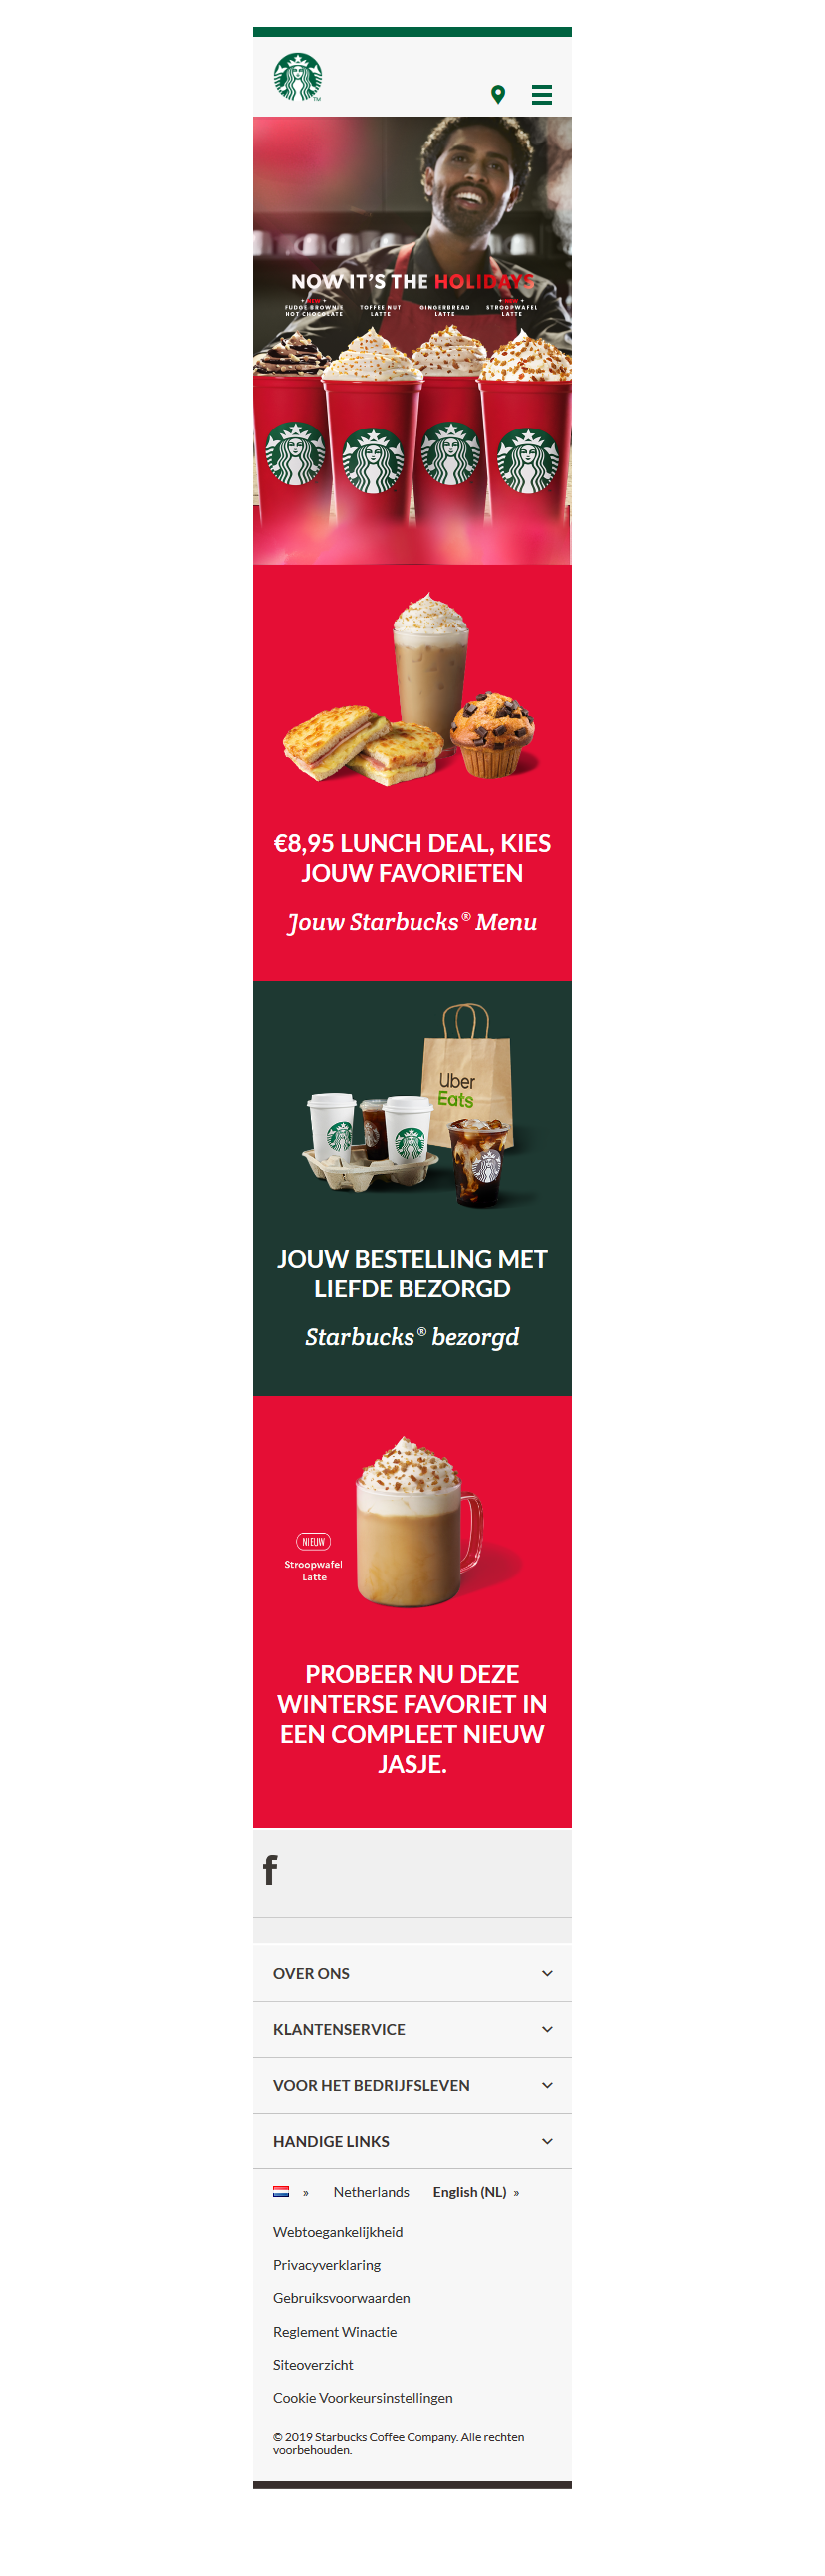 TM
NOW IT'S THE HOLIDAYS
• NEW •
FUDGE BROWNIE
HOT CHOCOLATE
TOFFEE NUT
LATTE
GINGERBREAD
LATTE
• NEW •
STROOPWAFEL
LATTE
€8,95 LUNCH DEAL, KIES
JOUW FAVORIETEN
Jouw Starbucks® Menu
Uber
Eats
JOUW BESTELLING MET
LIEFDE BEZORGD
Starbucks® bezorgd
NIEUW
Stroopwafel
Latte
PROBEER NU DEZE
WINTERSE FAVORIET IN
EEN COMPLEET NIEUW
JASJE.
OVER ONS
KLANTENSERVICE
VOOR HET BEDRIJFSLEVEN
HANDIGE LINKS
» Netherlands English (NL) »
Webtoegankelijkheid
Privacyverklaring
Gebruiksvoorwaarden
Reglement Winactie
Siteoverzicht
Cookie Voorkeursinstellingen
© 2019 Starbucks Coffee Company. Alle rechten
voorbehouden.